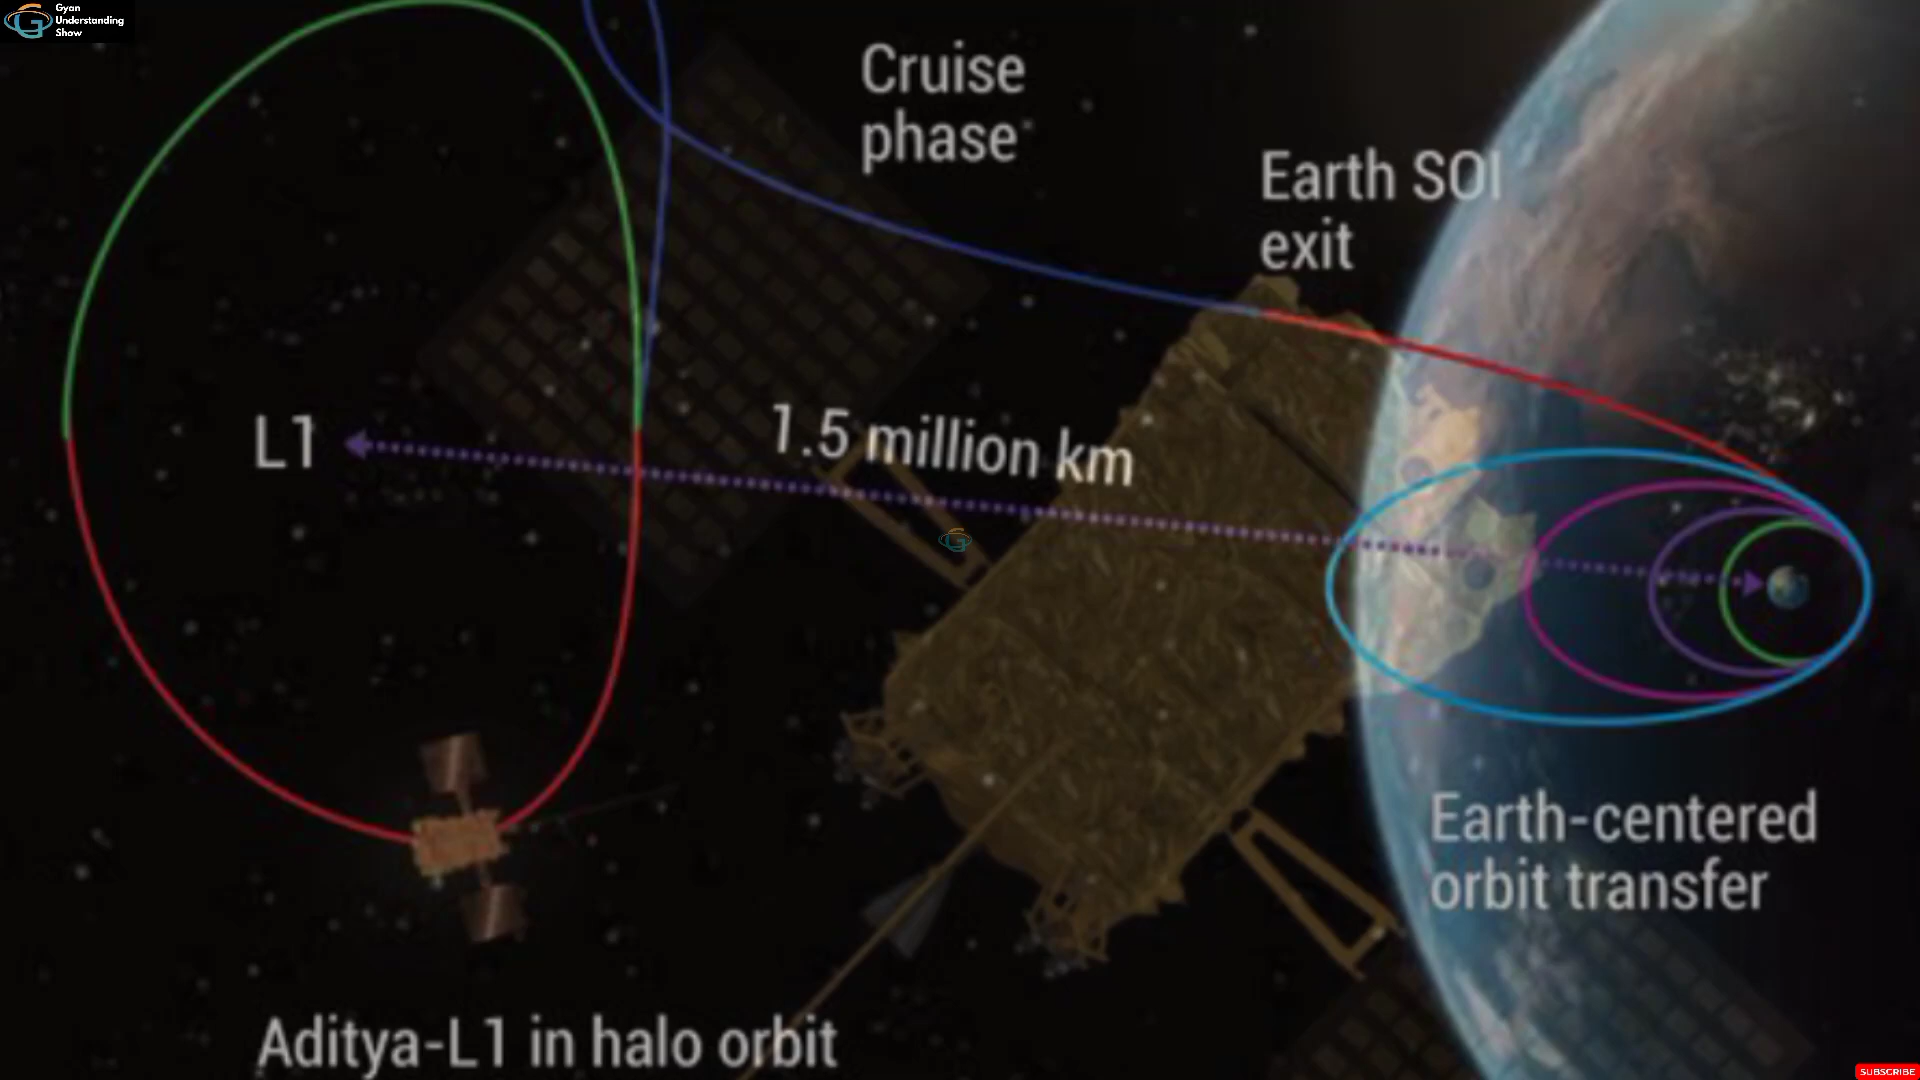 Gyan
Understanding
Show
Cruise
phase
Earth SOI
exit
L1
1.5 million km
Earth-centered
orbit transfer
Aditya-L1 in halo orbit
SUBSCRIBE